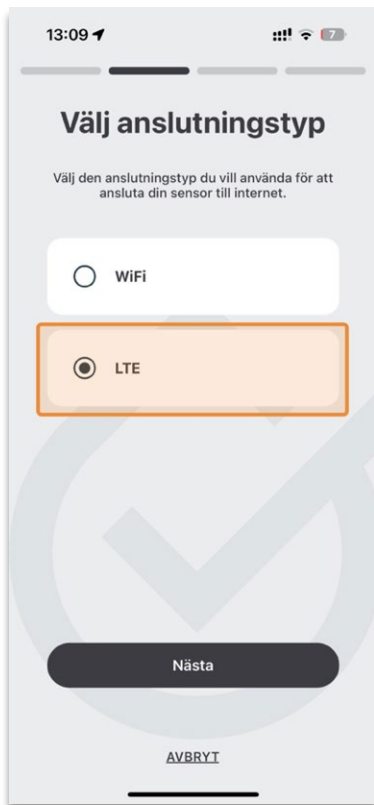 13:09
7
Välj anslutningstyp
Välj den anslutningstyp du vill använda för att
ansluta din sensor till internet.
WiFi
LTE
Nästa
AVBRYT